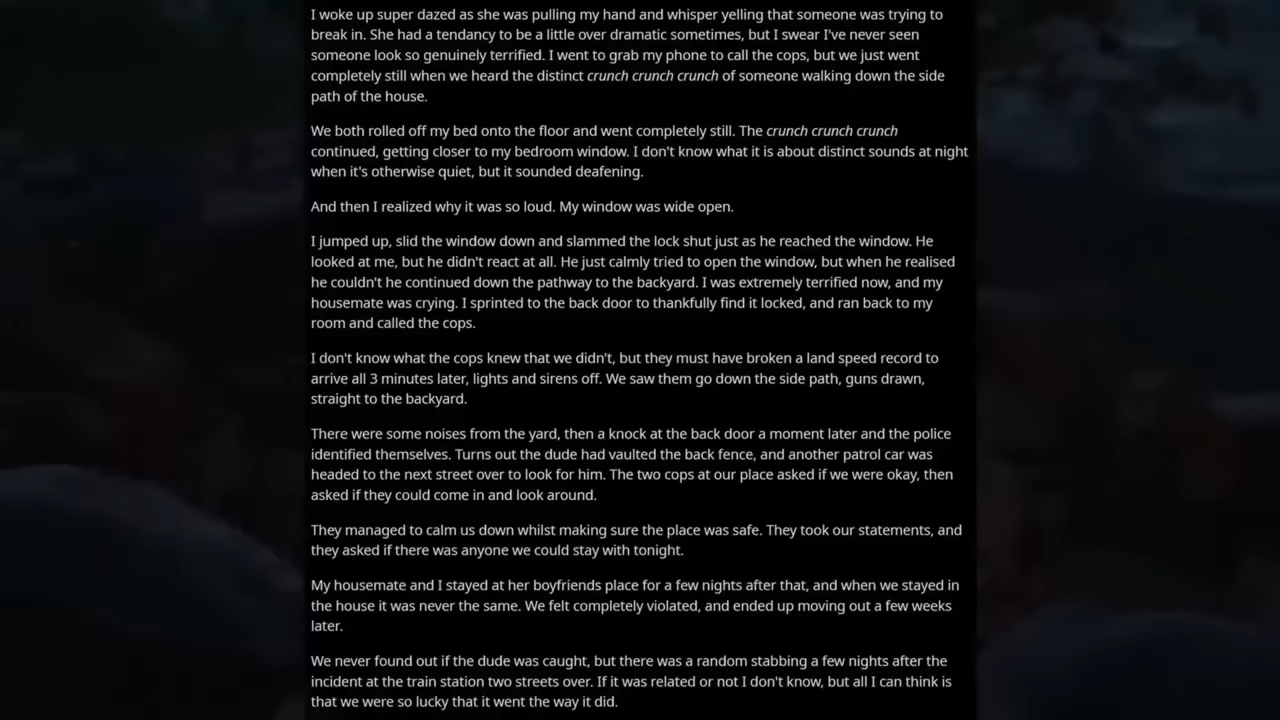 I woke up super dazed as she was pulling my hand and whisper yelling that someone was trying to
break in. She had a tendancy to be a little over dramatic sometimes, but I swear I've never seen
someone look so genuinely terrified. I went to grab my phone to call the cops, but we just went
completely still when we heard the distinct crunch crunch crunch of someone walking down the side
path of the house.
We both rolled off my bed onto the floor and went completely still. The crunch crunch crunch
continued, getting closer to my bedroom window. I don't know what it is about distinct sounds at night
when it's otherwise quiet, but it sounded deafening.
And then I realized why it was so loud. My window was wide open.
I jumped up, slid the window down and slammed the lock shut just as he reached the window. He
looked at me, but he didn't react at all. He just calmly tried to open the window, but when he realised
he couldn't he continued down the pathway to the backyard. I was extremely terrified now, and my
housemate was crying. I sprinted to the back door to thankfully find it locked, and ran back to my
room and called the cops.
I don't know what the cops knew that we didn't, but they must have broken a land speed record to
arrive all 3 minutes later, lights and sirens off. We saw them go down the side path, guns drawn,
straight to the backyard.
There were some noises from the yard, then a knock at the back door a moment later and the police
identified themselves. Turns out the dude had vaulted the back fence, and another patrol car was
headed to the next street over to look for him. The two cops at our place asked if we were okay, then
asked if they could come in and look around.
They managed to calm us down whilst making sure the place was safe. They took our statements, and
they asked if there was anyone we could stay with tonight.
My housemate and I stayed at her boyfriends place for a few nights after that, and when we stayed in
the house it was never the same. We felt completely violated, and ended up moving out a few weeks
later.
We never found out if the dude was caught, but there was a random stabbing a few nights after the
incident at the train station two streets over. If it was related or not I don't know, but all I can think is
that we were so lucky that it went the way it did.